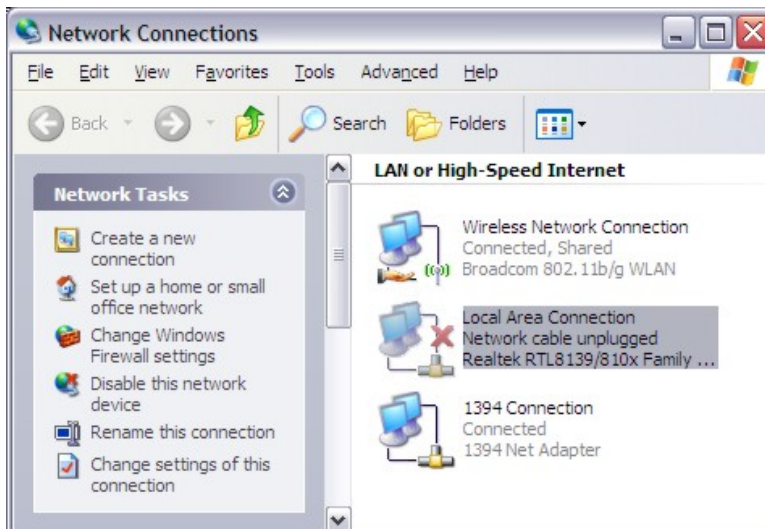 Network Connections
File Edit View Favorites Tools Advanced Help
Back Search Folders
Network Tasks
Create a new
connection
Set up a home or small
office network
Change Windows
Firewall settings
Disable this network
device
Rename this connection
Change settings of this
connection
LAN or High-Speed Internet
Wireless Network Connection
Connected, Shared
Broadcom 802.11b/g WLAN
Local Area Connection
Network cable unplugged
Realtek RTL8139/810x Family ...
1394 Connection
Connected
1394 Net Adapter